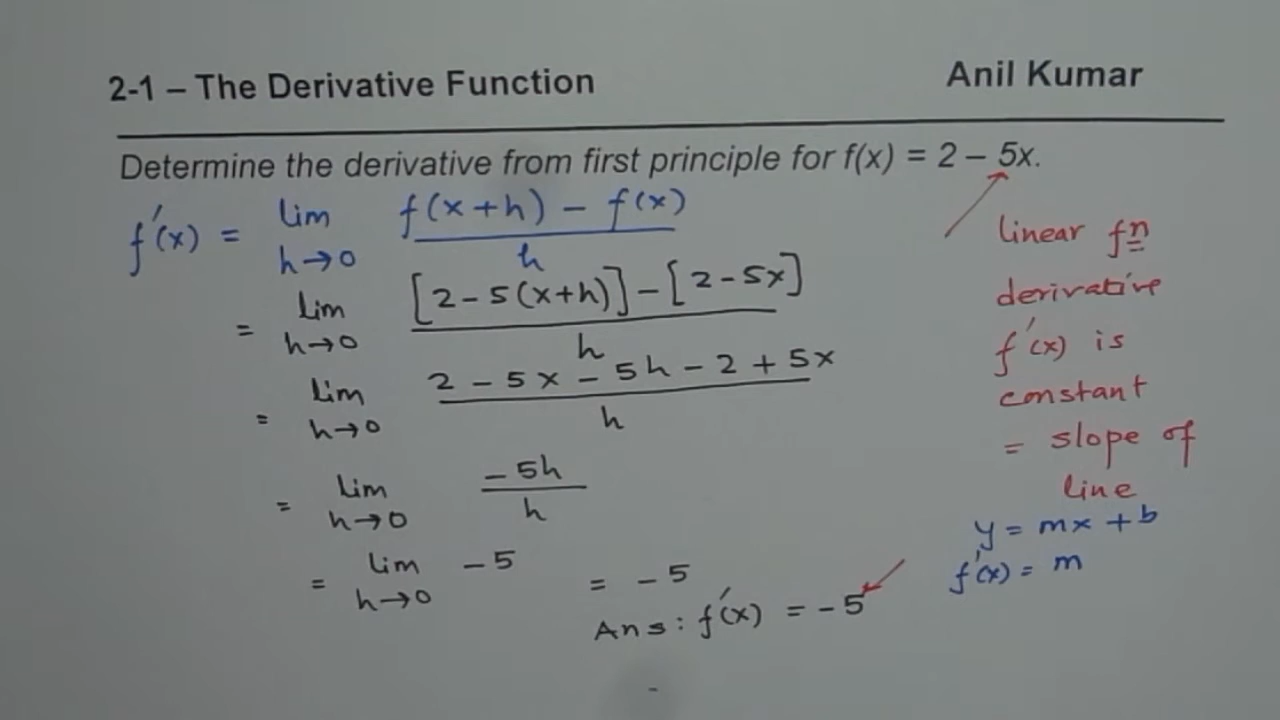 2-1 – The Derivative Function Anil Kumar
Determine the derivative from first principle for f(x) = 2 – 5x.
f'(x) = lim h→0 f(x+h) - f(x) / h
= lim h→0 [2-5(x+h)]-[2-5x] / h
= lim h→0 2 - 5x - 5h - 2 + 5x / h
= lim h→0 -5h / h
= lim h→0 -5 = -5
Ans: f'(x) = -5
linear fn
derivative
f'(x) is
constant
= slope of
line
y = mx + b
f'(x) = m